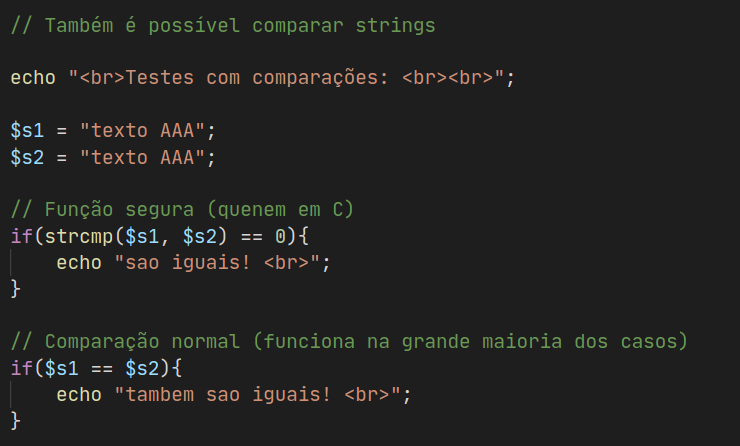 // Também é possível comparar strings
echo "<br>Testes com comparações: <br><br>";
$s1 = "texto AAA";
$s2 = "texto AAA";
// Função segura (quenem em C)
if(strcmp($s1, $s2) == 0){
echo "sao iguais! <br>";
}
// Comparação normal (funciona na grande maioria dos casos)
if($s1 == $s2){
echo "tambem sao iguais! <br>";
}